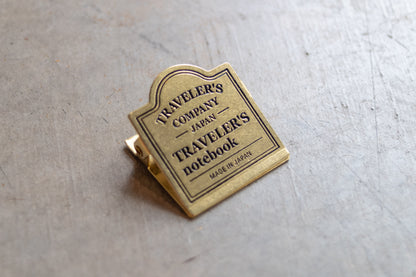 TRAVELER'S
COMPANY
JAPAN
TRAVELER'S
notebook
MADE IN JAPAN